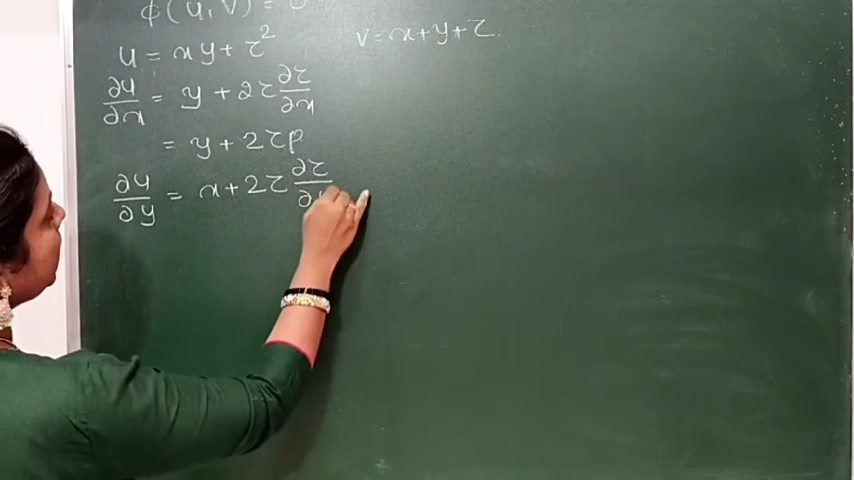 ϕ(u, v) = 0
u = xy + z²
v = x + y + z.
∂u/∂x = y + 2z ∂z/∂x
= y + 2zp
∂u/∂y = x + 2z ∂z/∂y